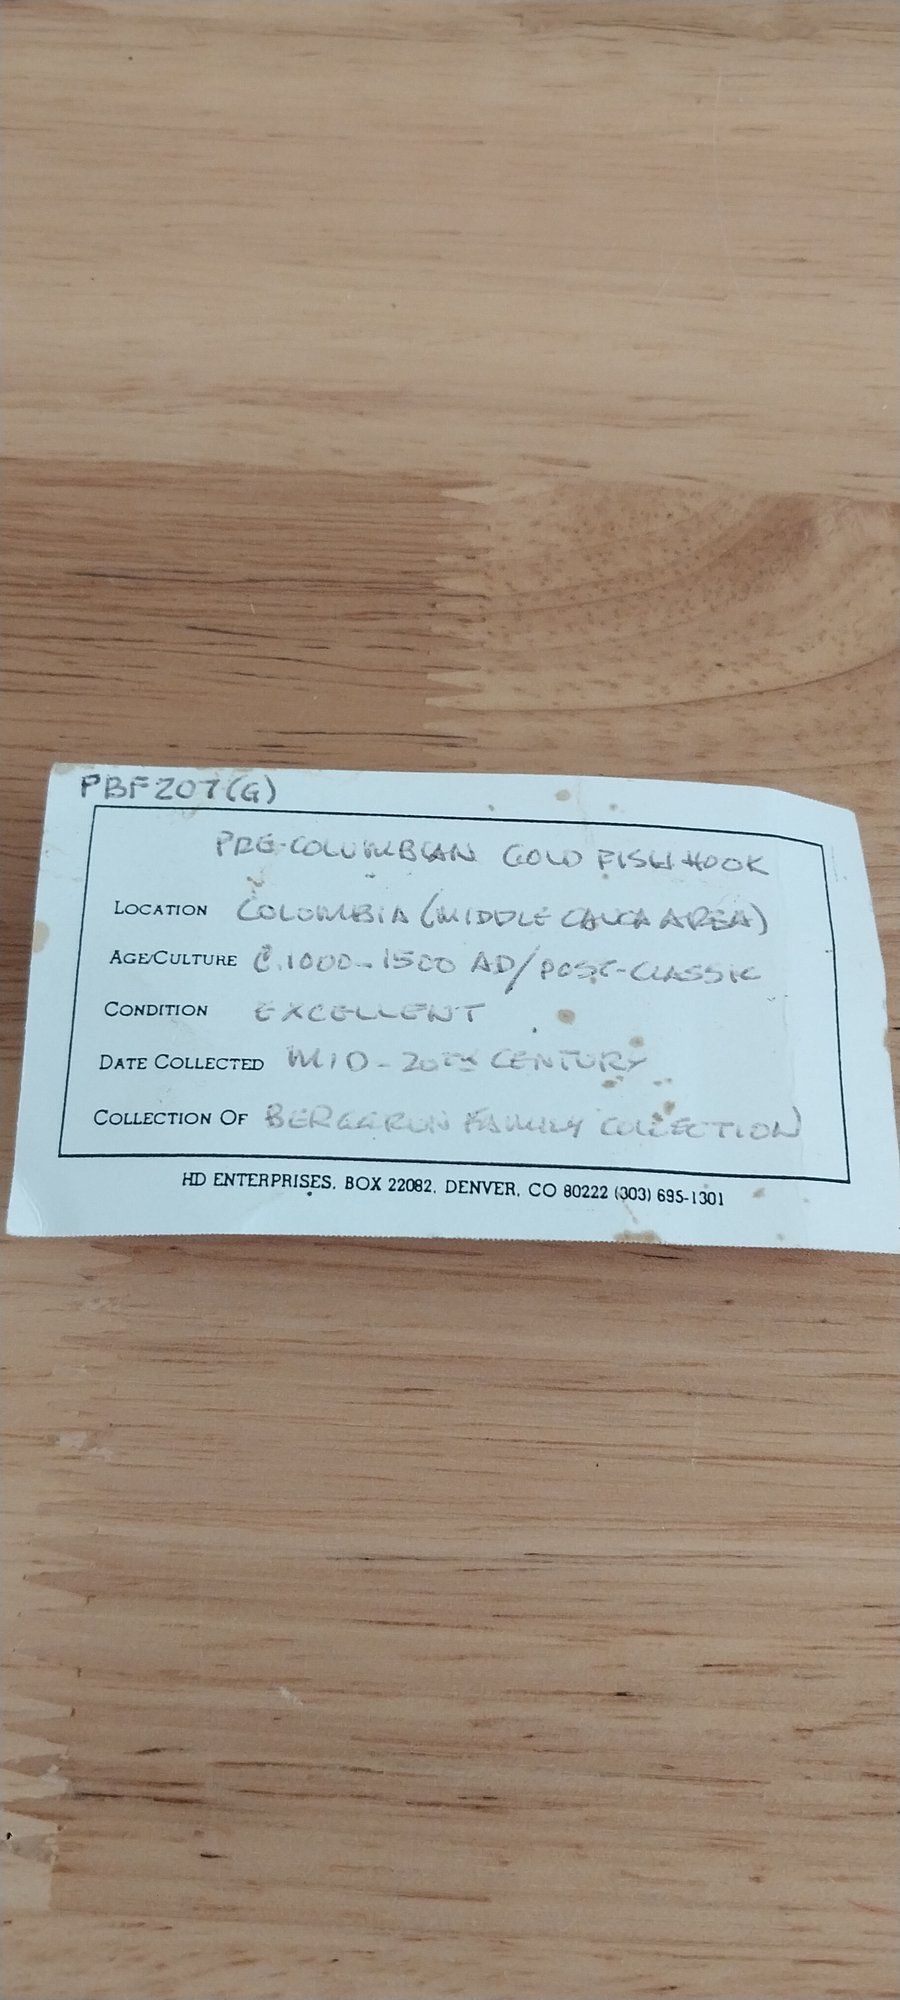 PBF207(G)
PRE-COLUMBIAN GOLD FISH HOOK
LOCATION COLOMBIA (MIDDLE CAUCA AREA)
AGE/CULTURE C.1000-1500 AD/POST-CLASSIC
CONDITION EXCELLENT
DATE COLLECTED MID-20TH CENTURY
COLLECTION OF BERGERON FAMILY COLLECTION
HD ENTERPRISES, BOX 22082, DENVER, CO 80222 (303) 695-1301